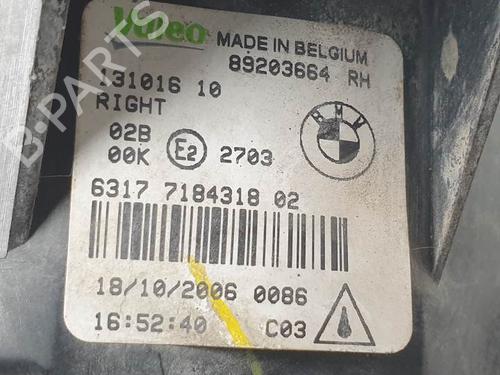 Valeo
MADE IN BELGIUM
89203664 RH
131016 10
RIGHT
02B
00K E2 2703
6317 7184318 02
18/10/2006 0086
16:52:40 C03
B-PARTS